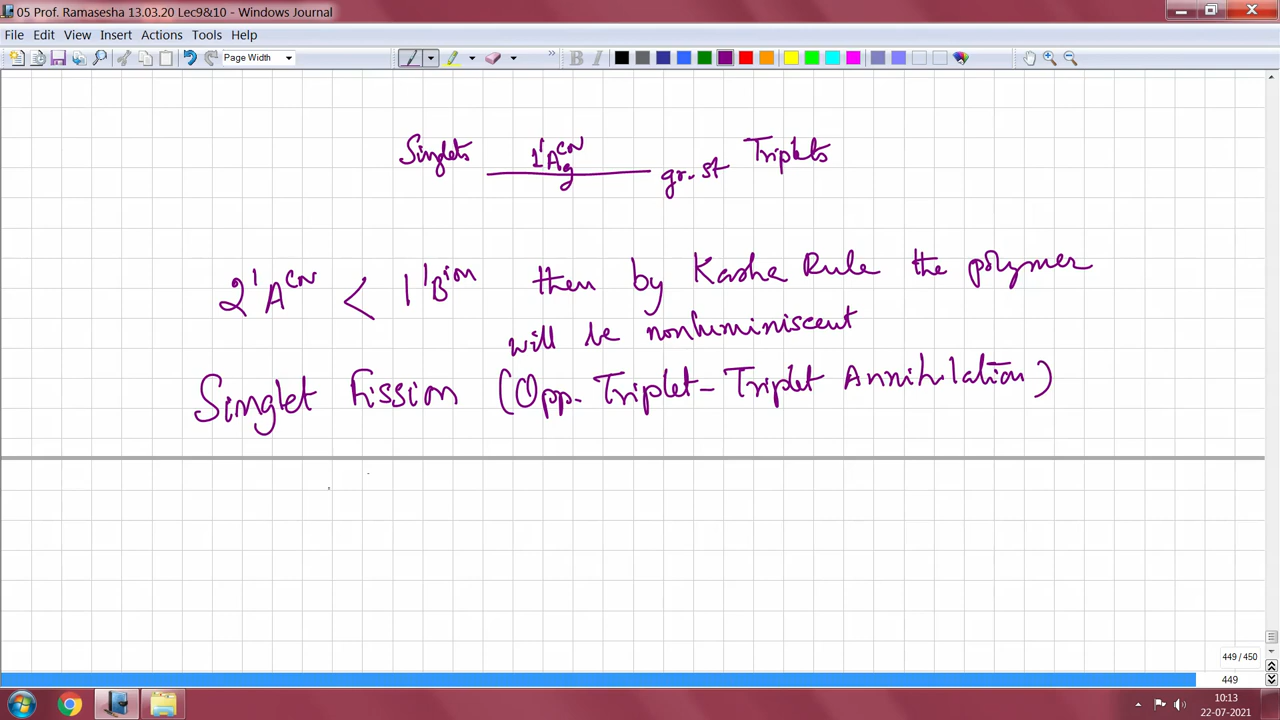 05 Prof. Ramasesha 13.03.20 Lec9&10 - Windows Journal
File Edit View Insert Actions Tools Help
Page Width
Singlets 1¹A_g^cov gr. st Triplets
2¹A^cov < 1¹B^ion then by Kasha Rule the polymer
will be nonluminiscent
Singlet Fission (Opp. Triplet-Triplet Annihilation)
449 / 450
449
10:13
22-07-2021